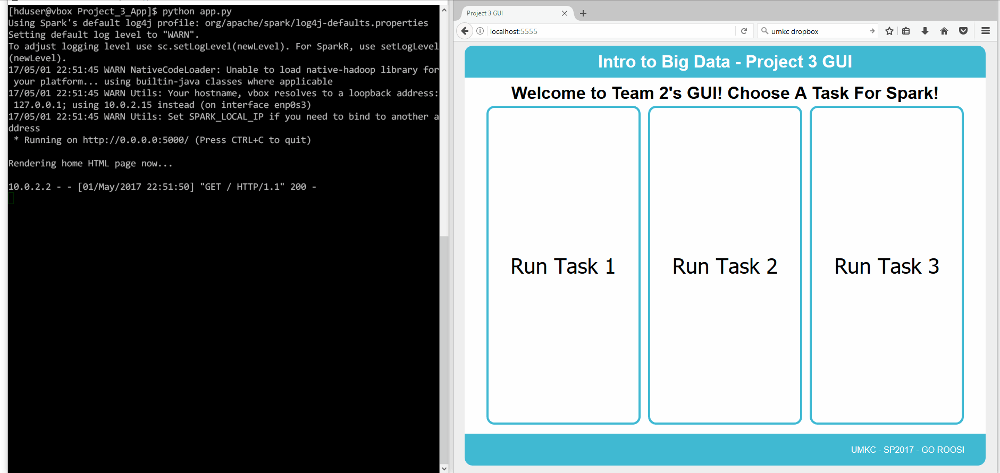 [hduser@vbox Project_3_App]$ python app.py
Using Spark's default log4j profile: org/apache/spark/log4j-defaults.properties
Setting default log level to "WARN".
To adjust logging level use sc.setLogLevel(newLevel). For SparkR, use setLogLevel
(newLevel).
17/05/01 22:51:45 WARN NativeCodeLoader: Unable to load native-hadoop library for
 your platform... using builtin-java classes where applicable
17/05/01 22:51:45 WARN Utils: Your hostname, vbox resolves to a loopback address:
 127.0.0.1; using 10.0.2.15 instead (on interface enp0s3)
17/05/01 22:51:45 WARN Utils: Set SPARK_LOCAL_IP if you need to bind to another a
ddress
 * Running on http://0.0.0.0:5000/ (Press CTRL+C to quit)
Rendering home HTML page now...
10.0.2.2 - - [01/May/2017 22:51:50] "GET / HTTP/1.1" 200 -
Project 3 GUI
localhost:5555
umkc dropbox
Intro to Big Data - Project 3 GUI
Welcome to Team 2's GUI! Choose A Task For Spark!
Run Task 1
Run Task 2
Run Task 3
UMKC - SP2017 - GO ROOS!